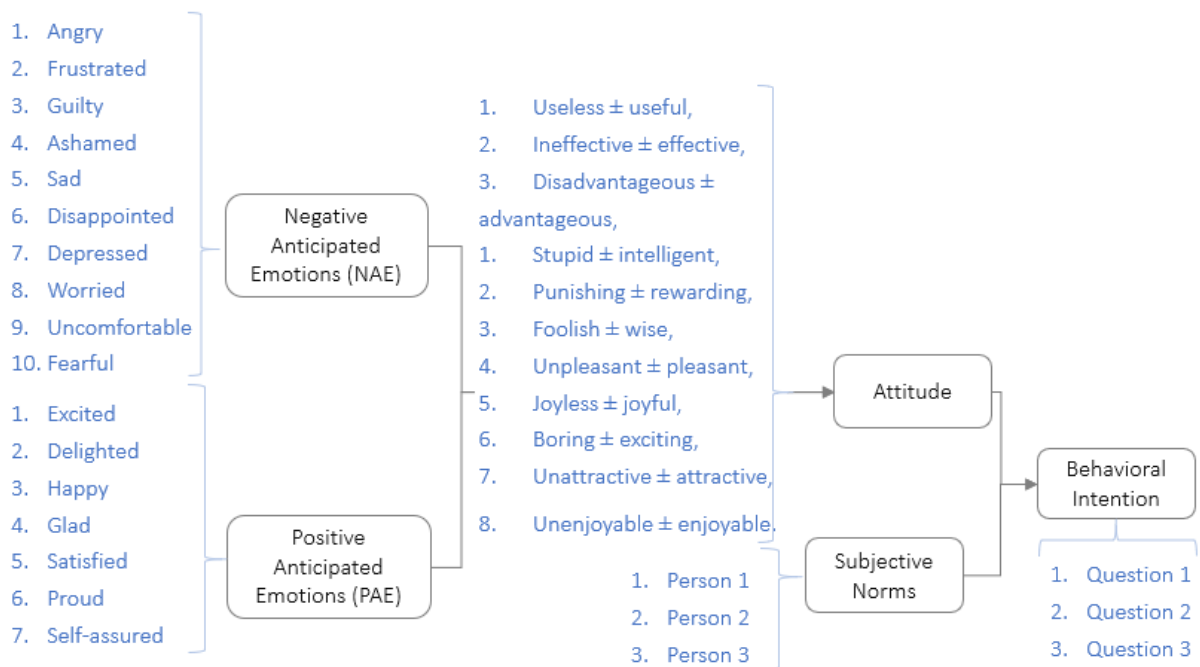 1. Angry
2. Frustrated
3. Guilty
4. Ashamed
5. Sad
6. Disappointed
7. Depressed
8. Worried
9. Uncomfortable
10. Fearful
1. Excited
2. Delighted
3. Happy
4. Glad
5. Satisfied
6. Proud
7. Self-assured
Negative
Anticipated
Emotions (NAE)
Positive
Anticipated
Emotions (PAE)
1. Useless ± useful,
2. Ineffective ± effective,
3. Disadvantageous ±
advantageous,
1. Stupid ± intelligent,
2. Punishing ± rewarding,
3. Foolish ± wise,
4. Unpleasant ± pleasant,
5. Joyless ± joyful,
6. Boring ± exciting,
7. Unattractive ± attractive,
8. Unenjoyable ± enjoyable.
1. Person 1
2. Person 2
3. Person 3
Attitude
Subjective
Norms
Behavioral
Intention
1. Question 1
2. Question 2
3. Question 3